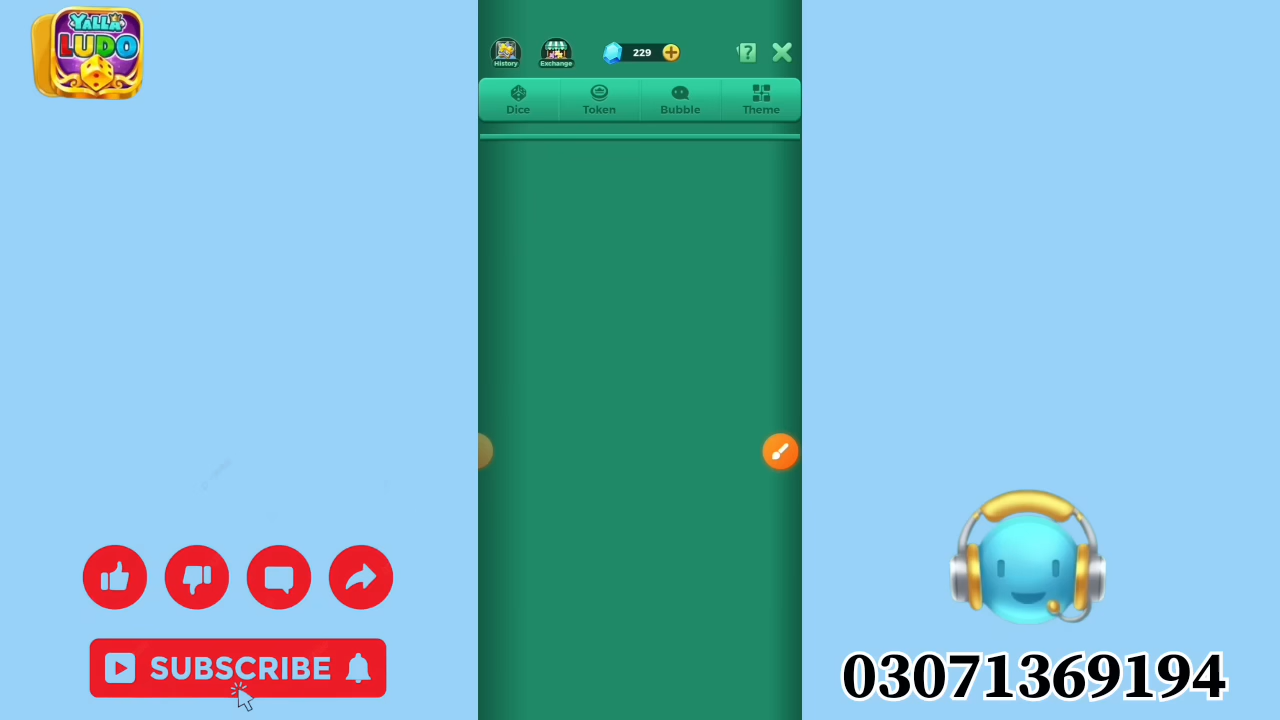 YALLA
LUDO
History
Exchange
229
?
Dice
Token
Bubble
Theme
SUBSCRIBE
03071369194